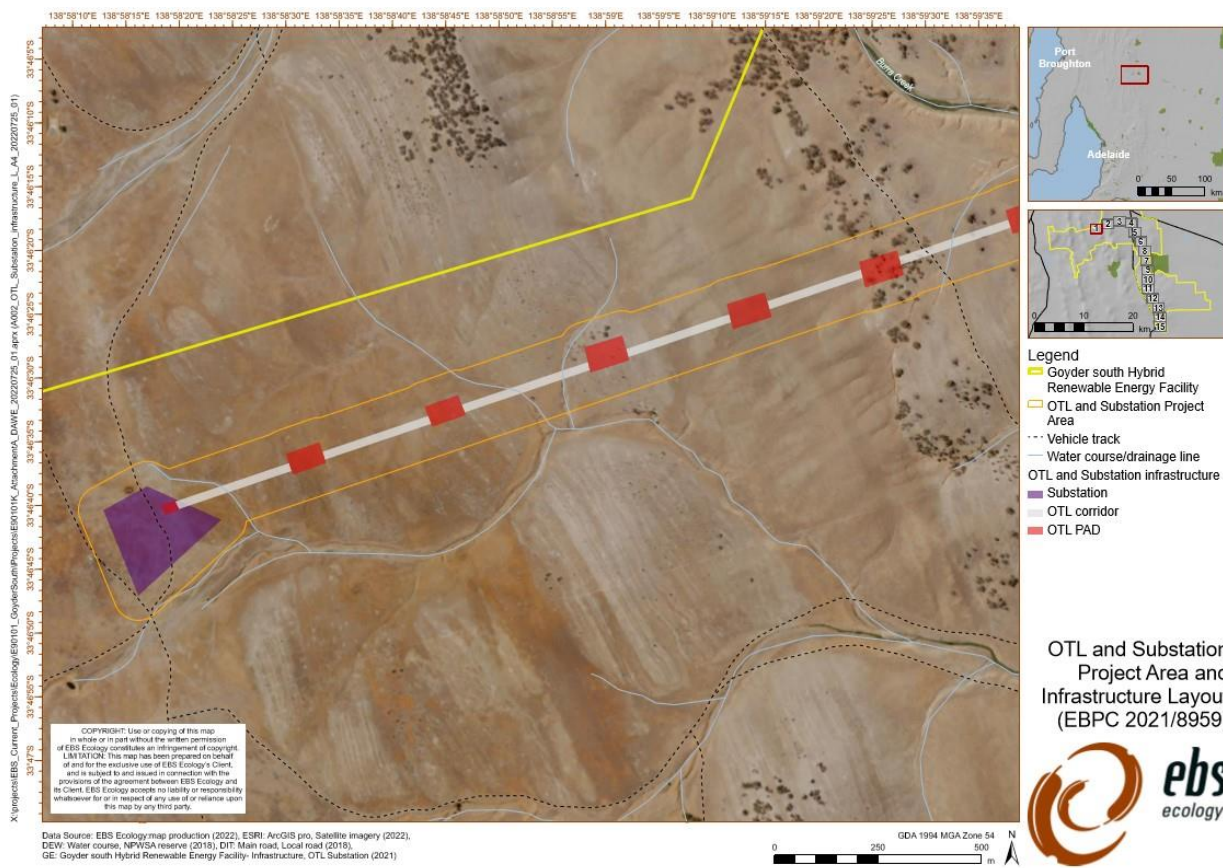 138°58'10"E 138°58'15"E 138°58'20"E 138°58'25"E 138°58'30"E 138°58'35"E 138°58'40"E 138°58'45"E 138°58'50"E 138°58'55"E 138°59'E 138°59'5"E 138°59'10"E 138°59'15"E 138°59'20"E 138°59'25"E 138°59'30"E 138°59'35"E
33°46'5"S
33°46'10"S
33°46'15"S
33°46'20"S
33°46'25"S
33°46'30"S
33°46'35"S
33°46'40"S
33°46'45"S
33°46'50"S
33°46'55"S
33°47'S
Burra Creek
Port
Broughton
Adelaide
0 50 100
km
1 2 3 4
5
6
8
7
9
10
11
12
13
14
15
0 10 20
km
Legend
Goyder south Hybrid
Renewable Energy Facility
OTL and Substation Project
Area
Vehicle track
Water course/drainage line
OTL and Substation infrastructure
Substation
OTL corridor
OTL PAD
OTL and Substation
Project Area and
Infrastructure Layou
(EBPC 2021/8959
ebs
ecology
COPYRIGHT: Use or copying of this map
in whole or in part without the written permission
of EBS Ecology constitutes an infringement of copyright.
LIMITATION: This map has been prepared on behalf
of and for the exclusive use of EBS Ecology's Client,
and is subject to and issued in connection with the
provisions of the agreement between EBS Ecology and
its Client. EBS Ecology accepts no liability or responsibility
whatsoever for or in respect of any use of or reliance upon
this map by any third party.
Data Source: EBS Ecology:map production (2022), ESRI: ArcGIS pro, Satellite imagery (2022),
DEW: Water course, NPWSA reserve (2018), DIT: Main road, Local road (2018),
GE: Goyder south Hybrid Renewable Energy Facility- Infrastructure, OTL Substation (2021)
GDA 1994 MGA Zone 54 N
0 250 500
m
X:\projects\EBS_Current_Projects\Ecology\E90101_GoyderSouth\Projects\E90101K_AttachmentA_DAWE_20220725_01.aprx (A002_OTL_Substation_infrastructure_L_A4_20220725_01)